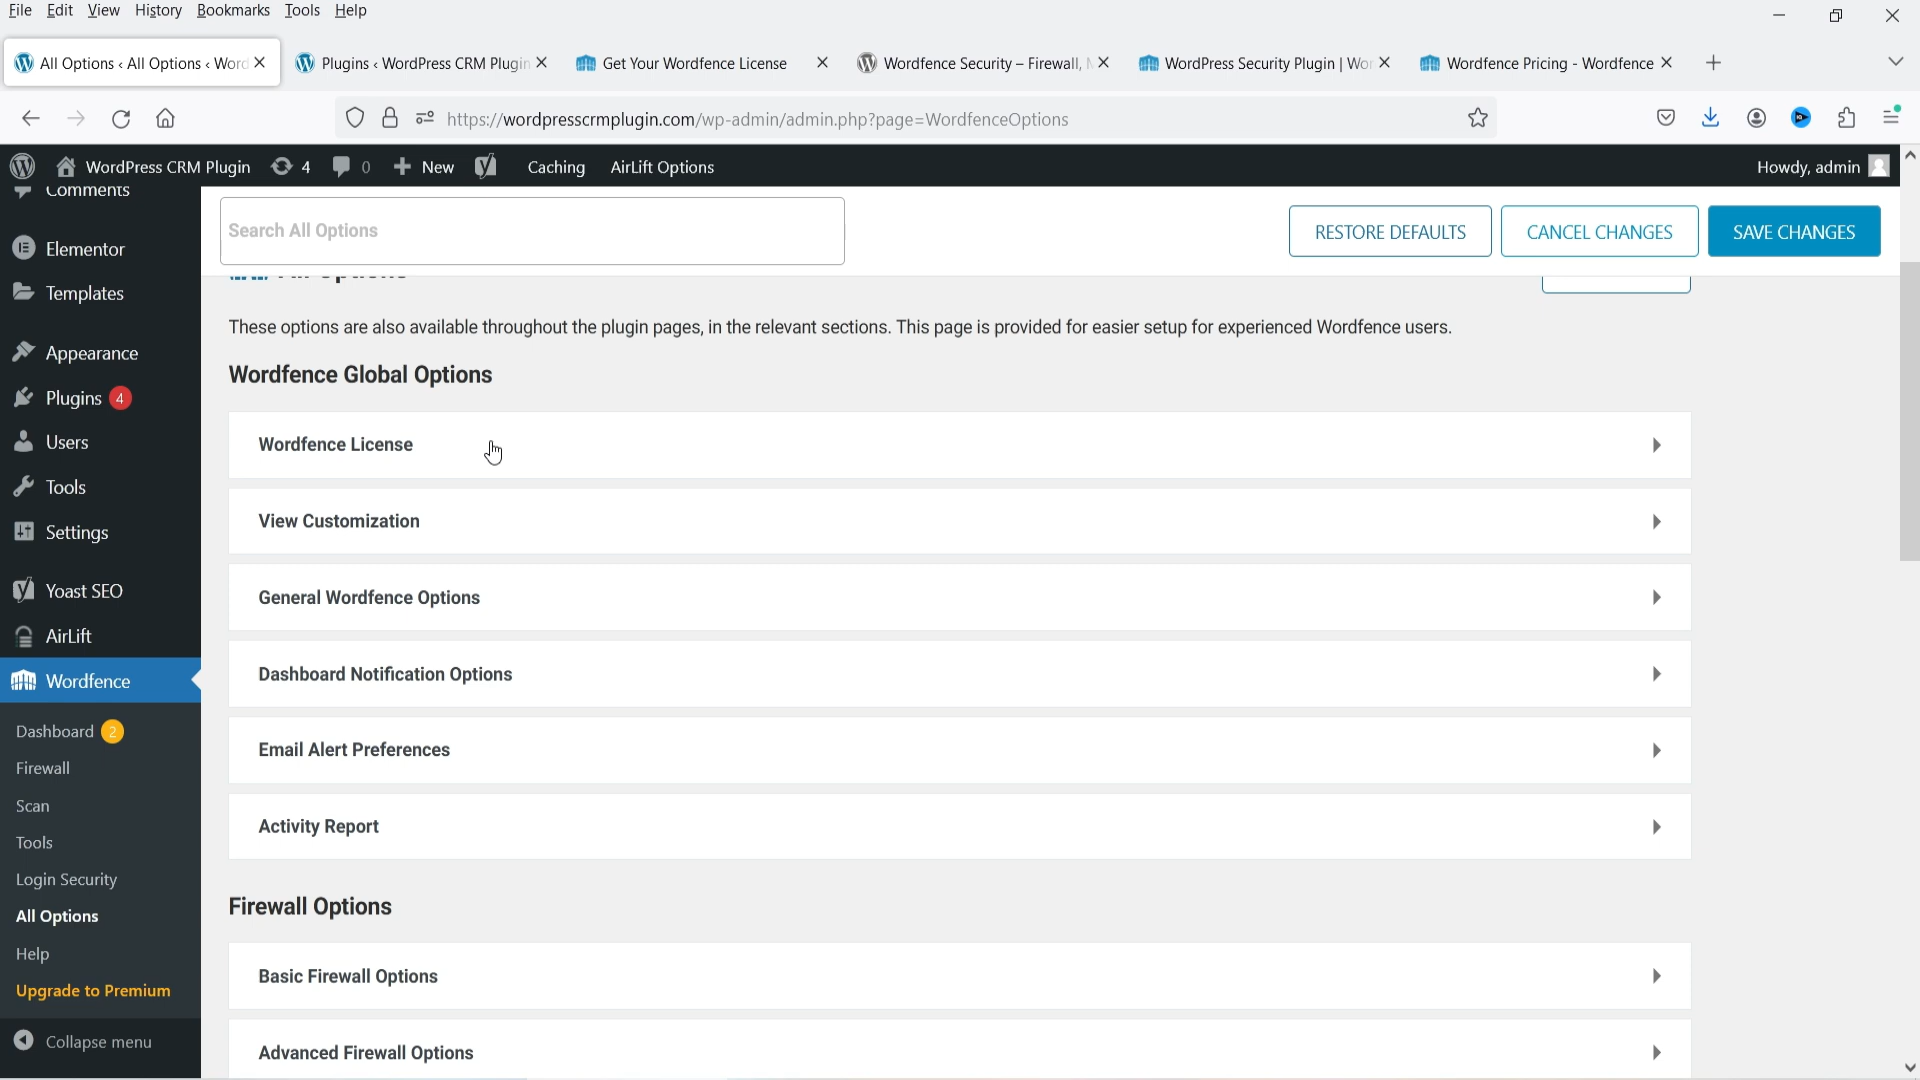 File Edit View History Bookmarks Tools Help
All Options ‹ All Options ‹ Word
Plugins ‹ WordPress CRM Plugin
Get Your Wordfence License
Wordfence Security – Firewall,
WordPress Security Plugin | Wor
Wordfence Pricing - Wordfence
https://wordpresscrmplugin.com/wp-admin/admin.php?page=WordfenceOptions
WordPress CRM Plugin 4 0 New Caching AirLift Options Howdy, admin
Comments
Elementor
Templates
Appearance
Plugins 4
Users
Tools
Settings
Yoast SEO
AirLift
Wordfence
Dashboard 2
Firewall
Scan
Tools
Login Security
All Options
Help
Upgrade to Premium
Collapse menu
Search All Options
RESTORE DEFAULTS CANCEL CHANGES SAVE CHANGES
All Options
These options are also available throughout the plugin pages, in the relevant sections. This page is provided for easier setup for experienced Wordfence users.
Wordfence Global Options
Wordfence License
View Customization
General Wordfence Options
Dashboard Notification Options
Email Alert Preferences
Activity Report
Firewall Options
Basic Firewall Options
Advanced Firewall Options